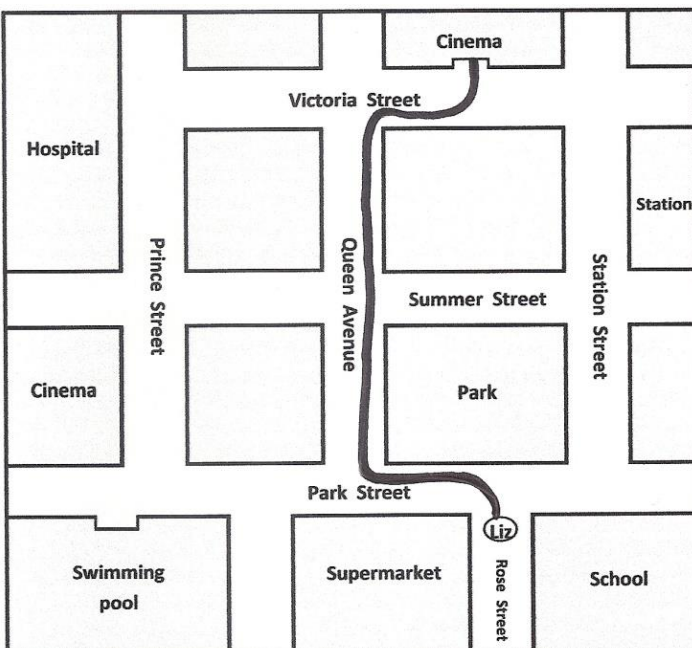 Cinema
Victoria Street
Hospital
Station
Prince Street
Queen Avenue
Station Street
Summer Street
Cinema
Park
Park Street
Liz
Swimming
pool
Supermarket
Rose Street
School